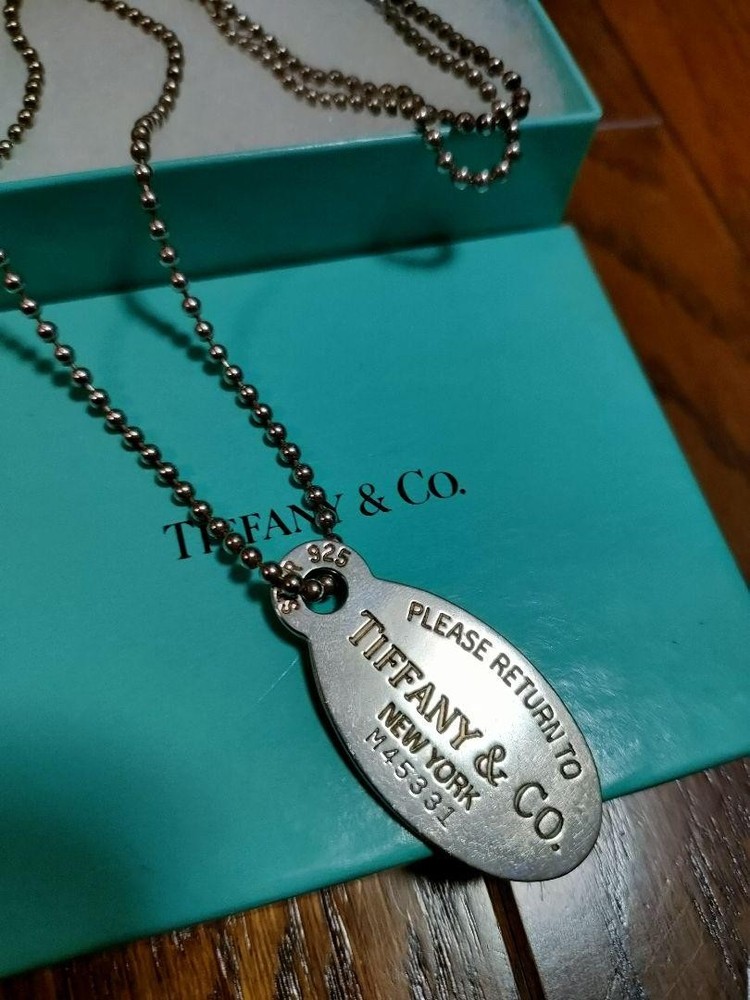 TIFFANY & CO.
925
PLEASE RETURN TO
TIFFANY & CO.
NEW YORK
M45331